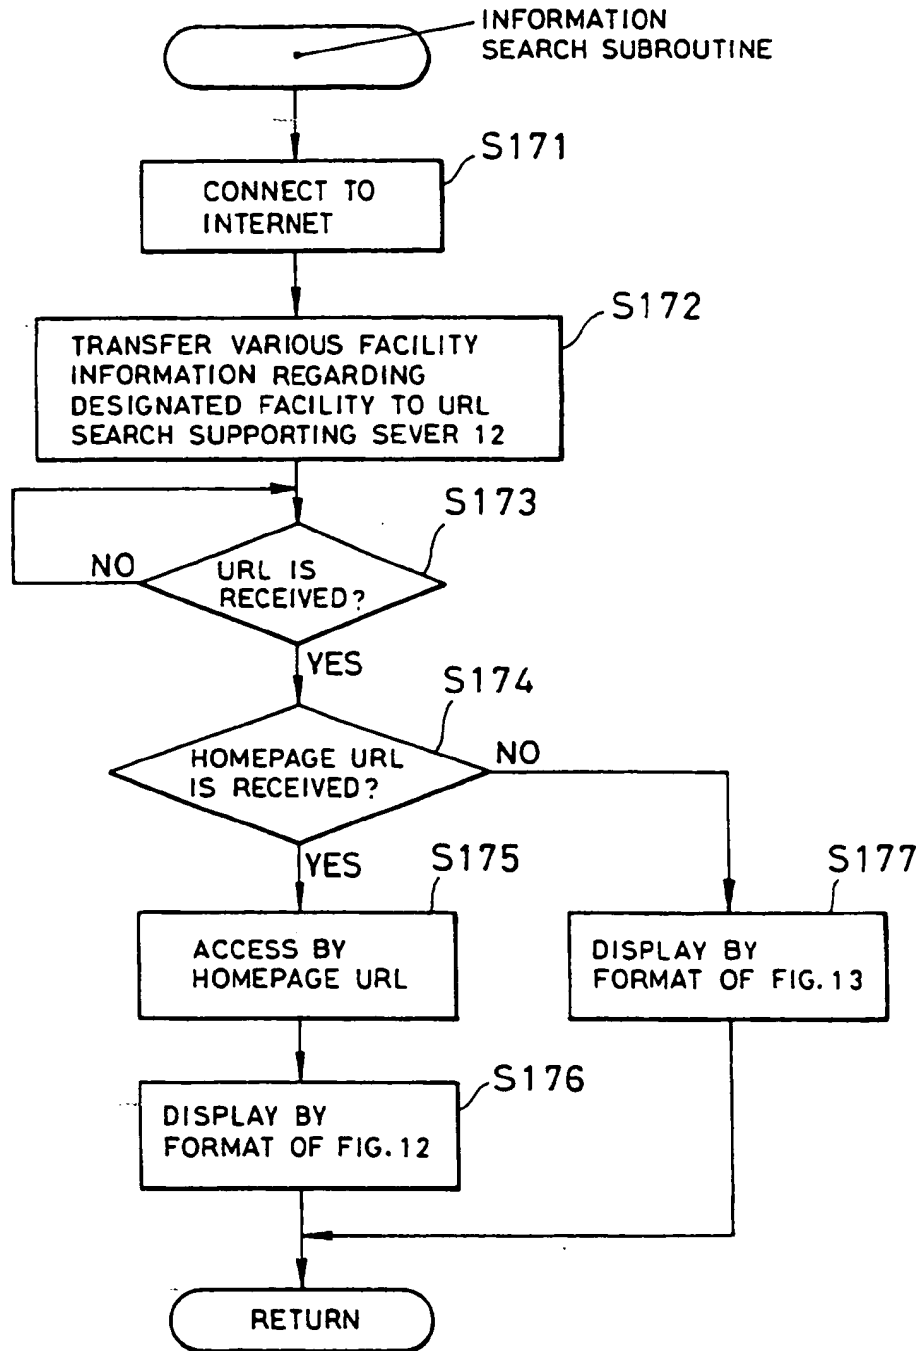 INFORMATION
SEARCH SUBROUTINE
S171
CONNECT TO
INTERNET
S172
TRANSFER VARIOUS FACILITY
INFORMATION REGARDING
DESIGNATED FACILITY TO URL
SEARCH SUPPORTING SEVER 12
S173
NO
URL IS
RECEIVED?
YES
S174
HOMEPAGE URL
IS RECEIVED?
NO
YES
S175
ACCESS BY
HOMEPAGE URL
S177
DISPLAY BY
FORMAT OF FIG.13
S176
DISPLAY BY
FORMAT OF FIG.12
RETURN